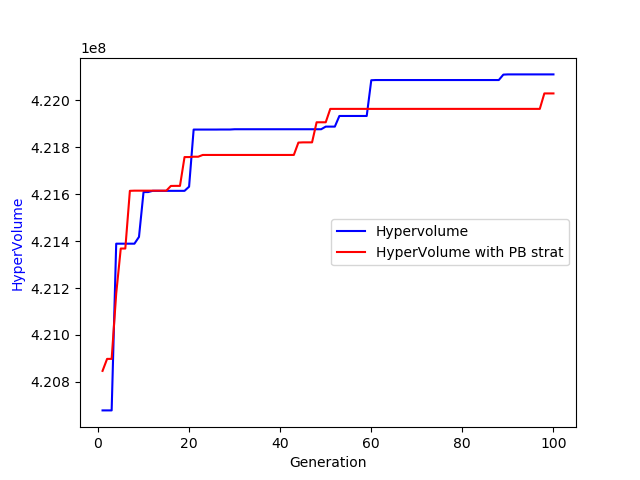 1e8
4.220
4.218
4.216
4.214
4.212
4.210
4.208
HyperVolume
Hypervolume
HyperVolume with PB strat
0 20 40 60 80 100
Generation